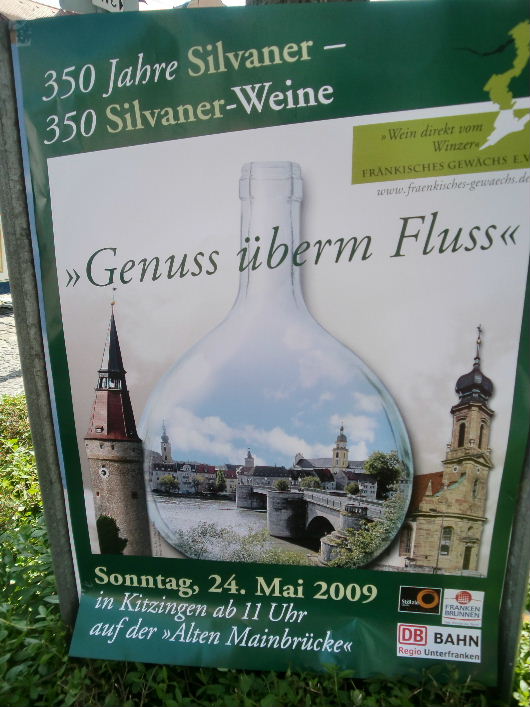 350 Jahre Silvaner –
350 Silvaner-Weine
»Wein direkt vom
Winzer«
FRÄNKISCHES GEWÄCHS E.V.
www.fraenkisches-gewaechs.de
»Genuss überm Fluss«
Sonntag, 24. Mai 2009
in Kitzingen ab 11 Uhr
auf der »Alten Mainbrücke«
FRANKEN
BRUNNEN
DB BAHN
Regio Unterfranken